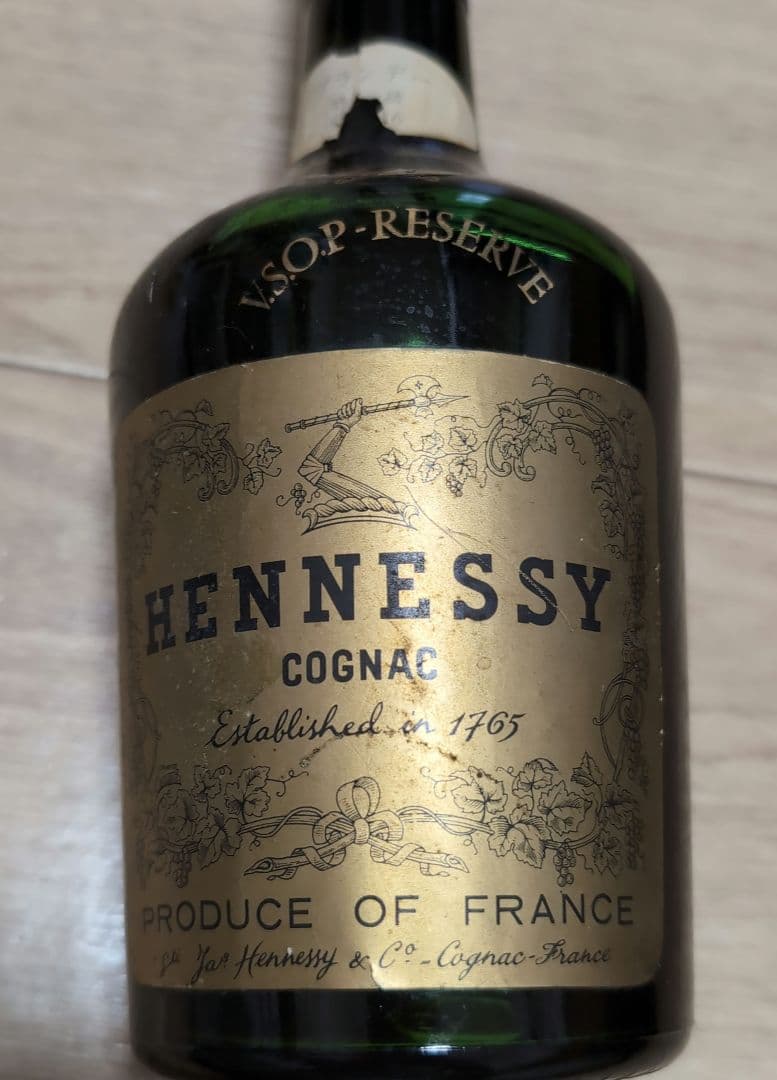 V.S.O.P-RESERVE
HENNESSY
COGNAC
Established in 1765
PRODUCE OF FRANCE
Jas Hennessy & Co - Cognac-France